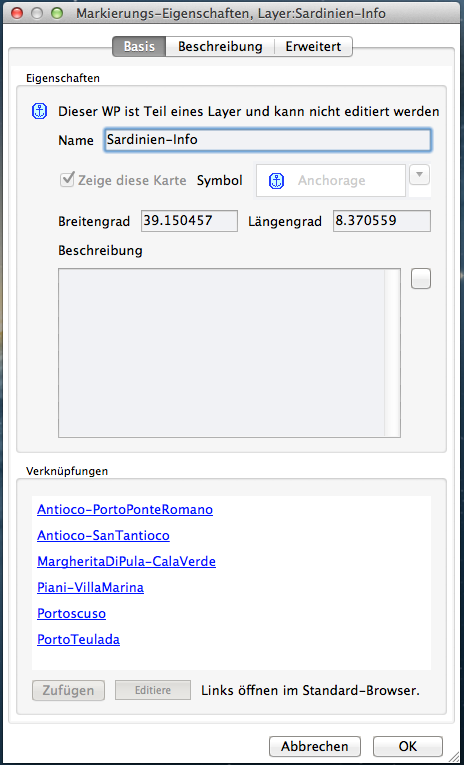 Markierungs-Eigenschaften, Layer:Sardinien-Info
Basis Beschreibung Erweitert
Eigenschaften
Dieser WP ist Teil eines Layer und kann nicht editiert werden
Name Sardinien-Info
Zeige diese Karte Symbol Anchorage
Breitengrad 39.150457 Längengrad 8.370559
Beschreibung
Verknüpfungen
Antioco-PortoPonteRomano
Antioco-SanTantioco
MargheritaDiPula-CalaVerde
Piani-VillaMarina
Portoscuso
PortoTeulada
Zufügen Editiere Links öffnen im Standard-Browser.
Abbrechen OK